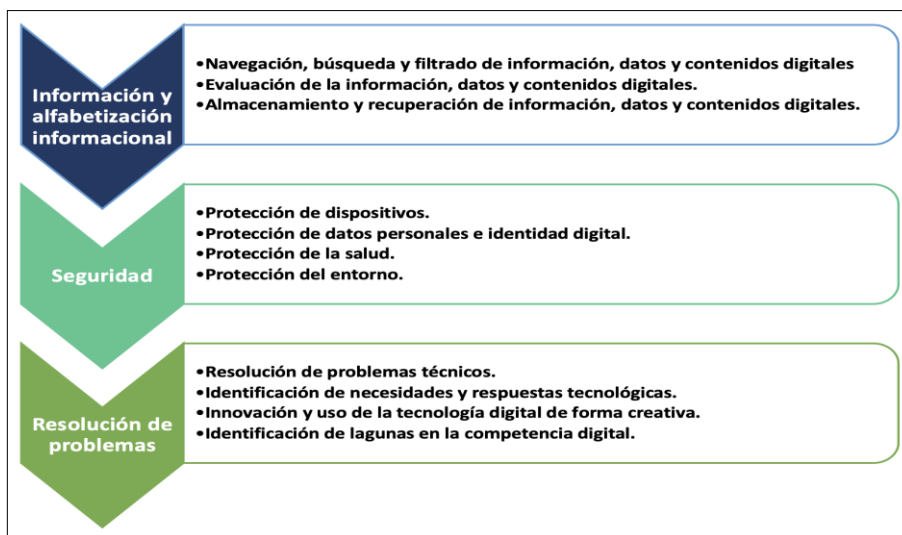 Información y
alfabetización
informacional
•Navegación, búsqueda y filtrado de información, datos y contenidos digitales
•Evaluación de la información, datos y contenidos digitales.
•Almacenamiento y recuperación de información, datos y contenidos digitales.
Seguridad
•Protección de dispositivos.
•Protección de datos personales e identidad digital.
•Protección de la salud.
•Protección del entorno.
Resolución de
problemas
•Resolución de problemas técnicos.
•Identificación de necesidades y respuestas tecnológicas.
•Innovación y uso de la tecnología digital de forma creativa.
•Identificación de lagunas en la competencia digital.